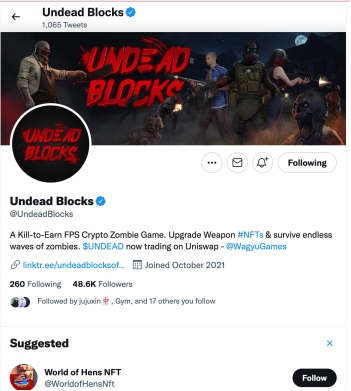 Undead Blocks
1,065 Tweets
UNDEAD
BLOCKS
UNDEAD
BLOCKS
Following
Undead Blocks
@UndeadBlocks
A Kill-to-Earn FPS Crypto Zombie Game. Upgrade Weapon #NFTs & survive endless
waves of zombies. $UNDEAD now trading on Uniswap - @WagyuGames
linktr.ee/undeadblocksof... Joined October 2021
260 Following 48.6K Followers
Followed by jujuxin🀄, Gym, and 17 others you follow
Suggested
World of Hens NFT
@WorldofHensNft
Follow